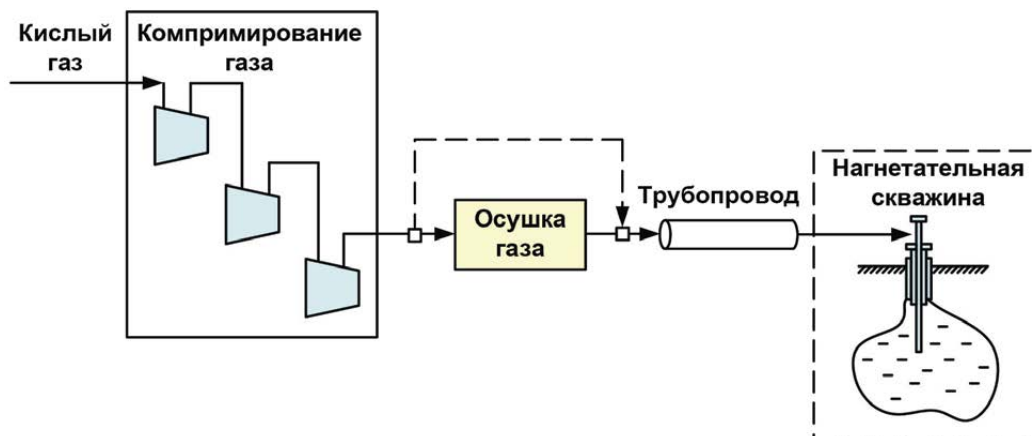 Кислый
газ
Компримирование
газа
Осушка
газа
Трубопровод
Нагнетательная
скважина